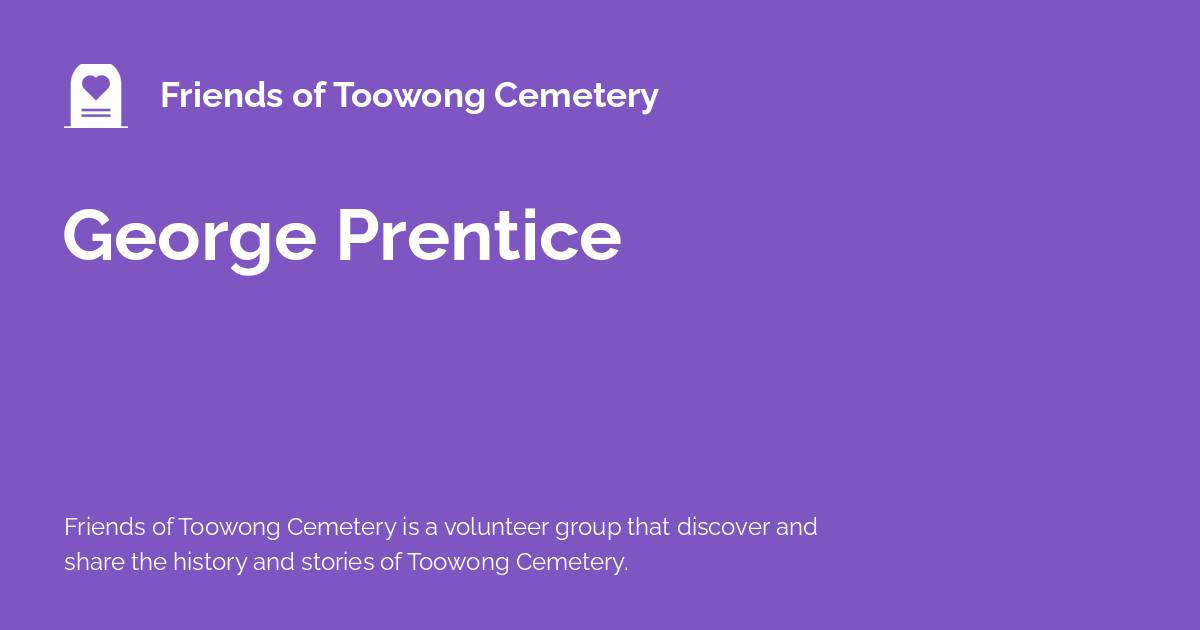 Friends of Toowong Cemetery
George Prentice
Friends of Toowong Cemetery is a volunteer group that discover and
share the history and stories of Toowong Cemetery.